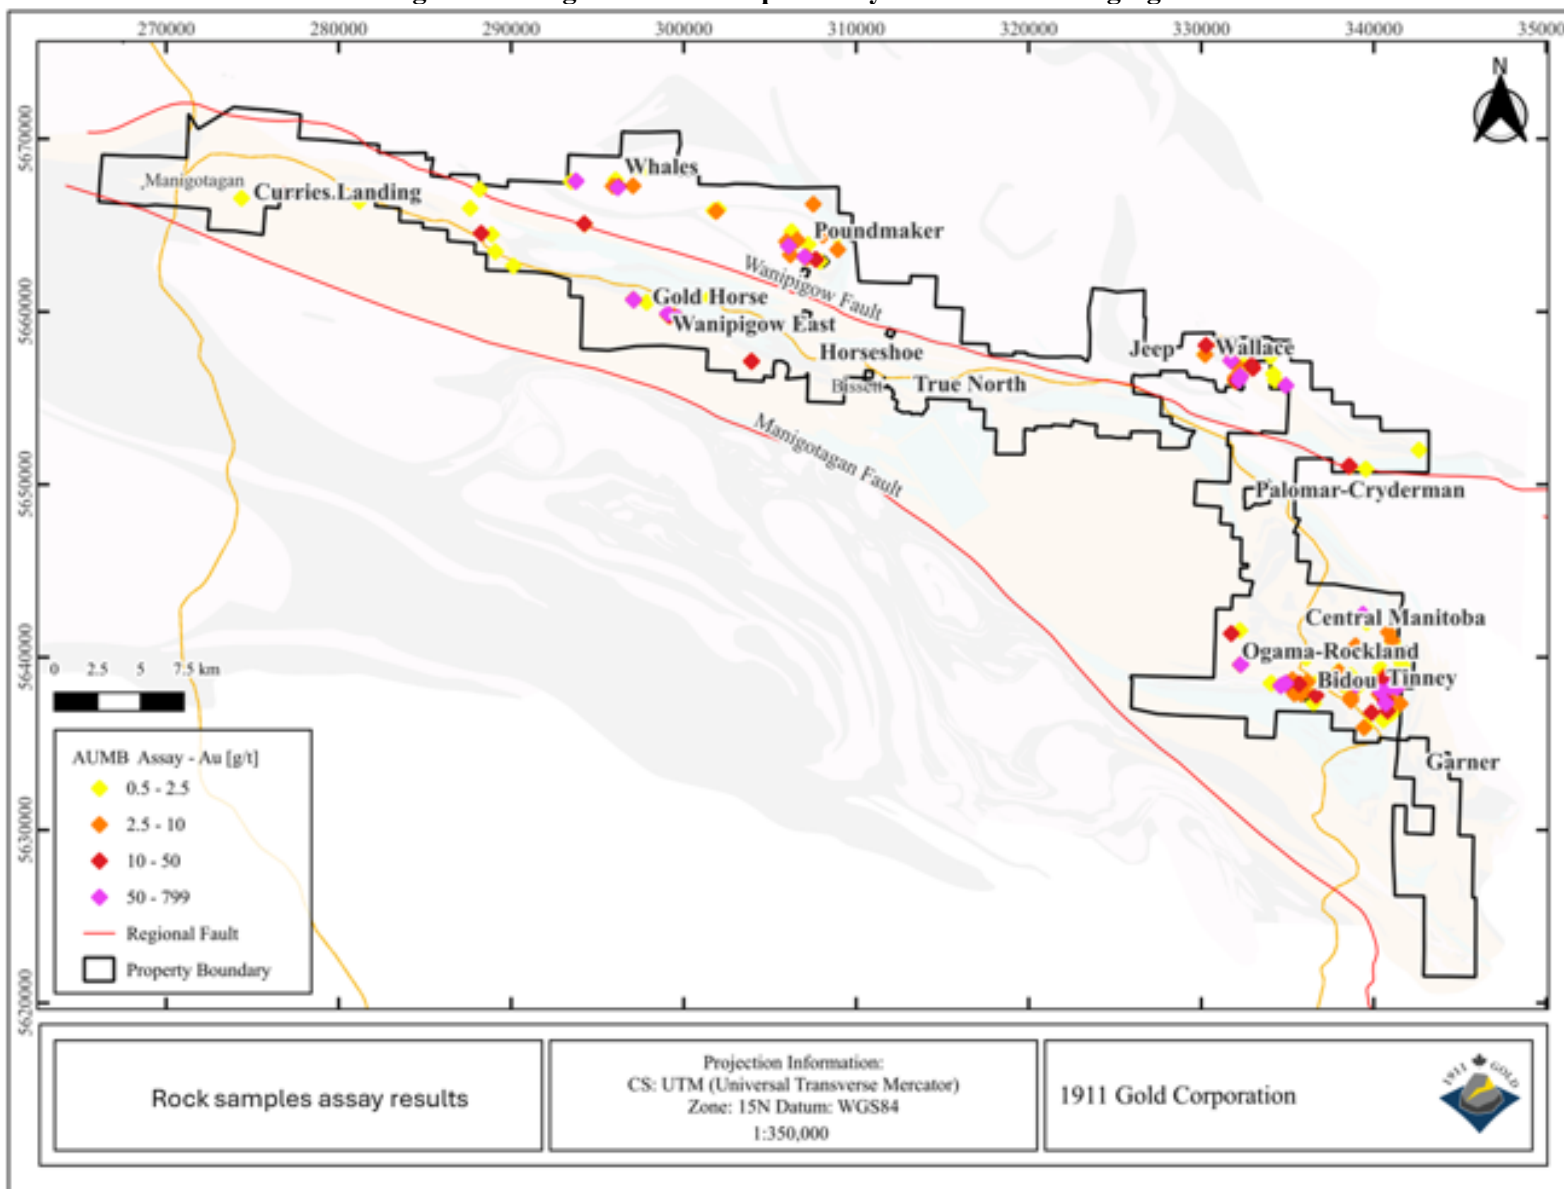 270000 280000 290000 300000 310000 320000 330000 340000
N
5670000
5660000
5650000
5640000
5630000
5620000
Whales
Manigotagan
Curries Landing
Poundmaker
Wanipigow Fault
Gold Horse
Wanipigow East
Horseshoe
Jeep
Wallace
Bissett
True North
Manigotagan Fault
Palomar-Cryderman
Central Manitoba
Ogama-Rockland
Bidou
Tinney
Garner
0 2.5 5 7.5 km
AUMB Assay - Au [g/t]
0.5 - 2.5
2.5 - 10
10 - 50
50 - 799
Regional Fault
Property Boundary
Rock samples assay results
Projection Information:
CS: UTM (Universal Transverse Mercator)
Zone: 15N Datum: WGS84
1:350,000
1911 Gold Corporation
1911 GOLD